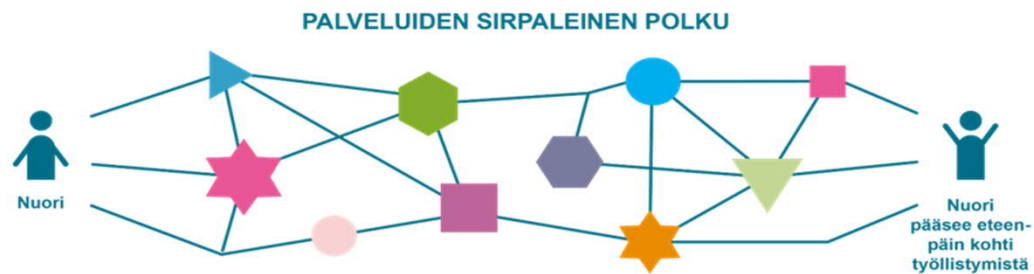 PALVELUIDEN SIRPALEINEN POLKU
Nuori
Nuori
pääsee eteen-
päin kohti
työllistymistä